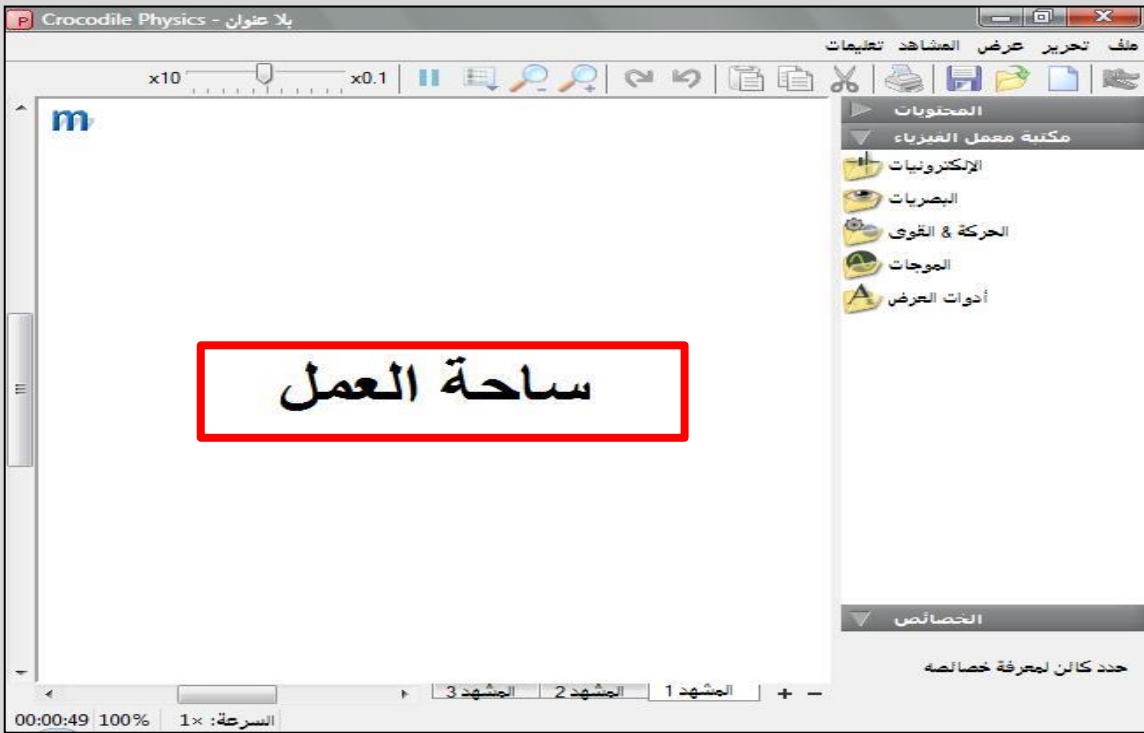 Crocodile Physics - بلا عنوان
ملف تحرير عرض المشاهد تعليمات
x10 x0.1
m
المحتويات
مكتبة معمل الفيزياء
الإلكترونيات
البصريات
الحركة & القوى
الموجات
أدوات العرض
ساحة العمل
الخصائص
حدد كائن لمعرفة خصائصه
المشهد 1 المشهد 2 المشهد 3
السرعة: ×1 100% 00:00:49